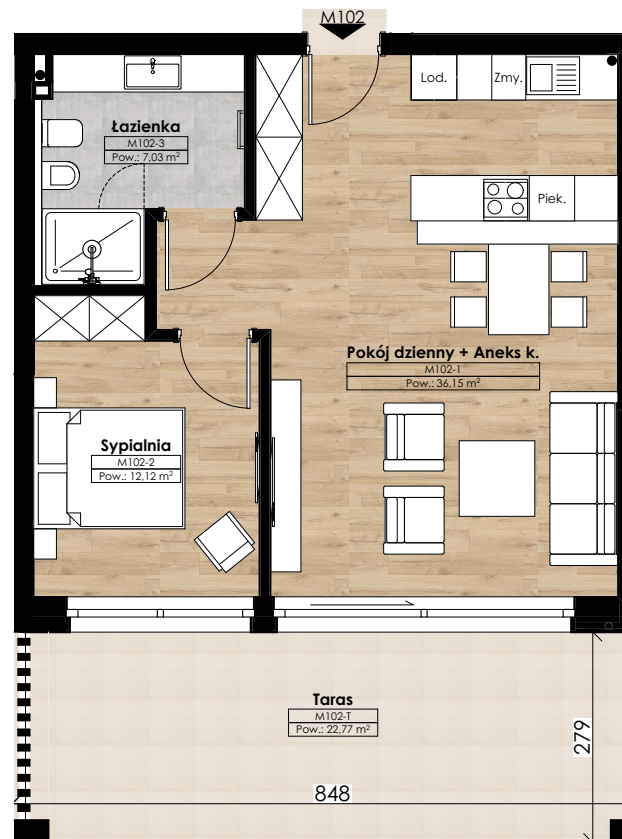 M102
Lod.
Zmy.
Łazienka
M102-3
Pow.: 7,03 m²
Piek.
Pokój dzienny + Aneks k.
M102-1
Pow.: 36,15 m²
Sypialnia
M102-2
Pow.: 12,12 m²
Taras
M102-T
Pow.: 22,77 m²
279
848